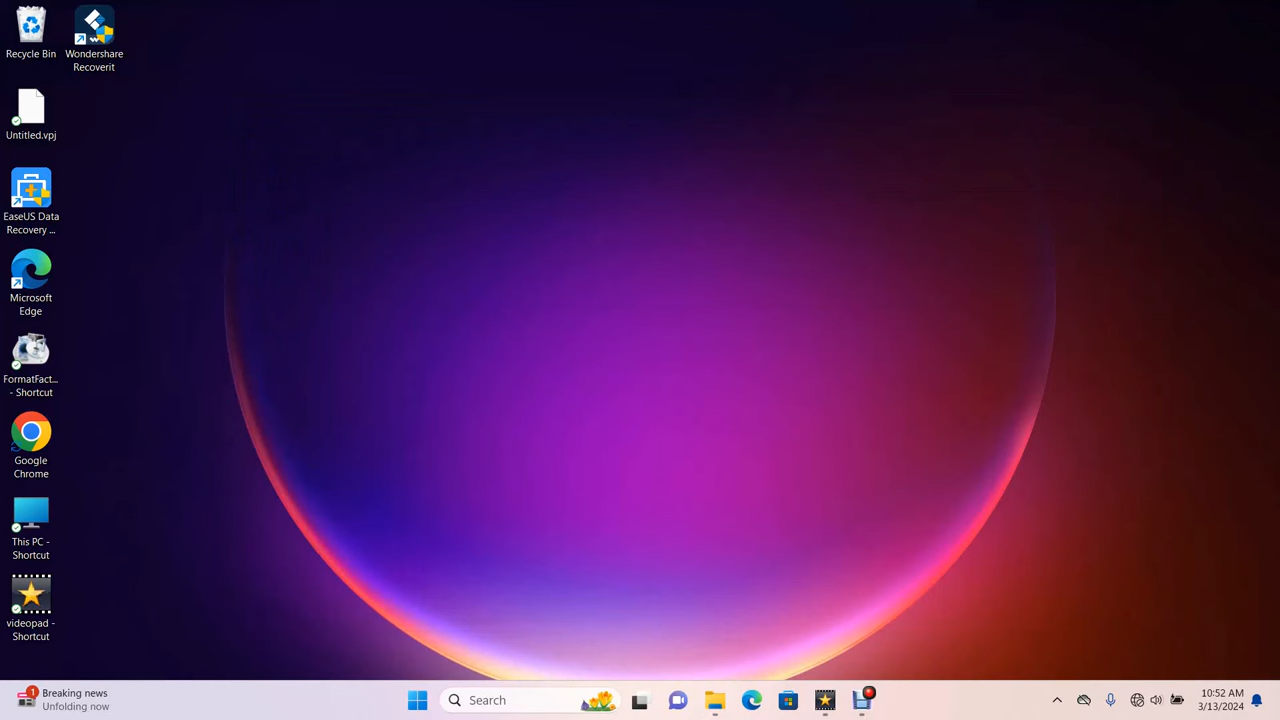 Recycle Bin
Wondershare
Recoverit
Untitled.vpj
EaseUS Data
Recovery ...
Microsoft
Edge
FormatFact...
- Shortcut
Google
Chrome
This PC -
Shortcut
videopad -
Shortcut
1
Breaking news
Unfolding now
Search
10:52 AM
3/13/2024